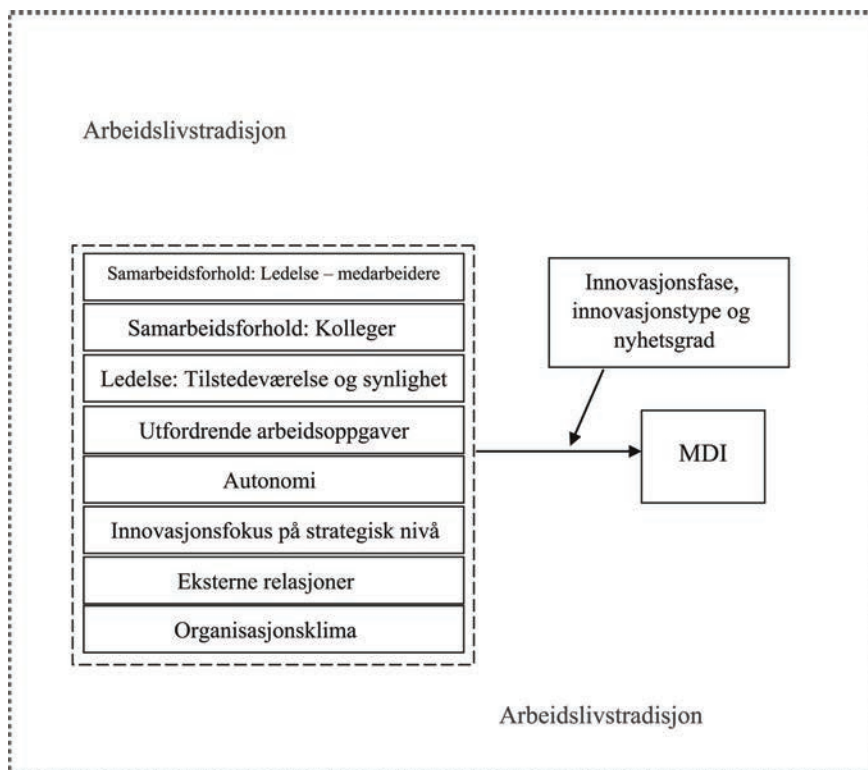 Arbeidslivstradisjon
Samarbeidsforhold: Ledelse – medarbeidere
Samarbeidsforhold: Kolleger
Ledelse: Tilstedeværelse og synlighet
Utfordrende arbeidsoppgaver
Autonomi
Innovasjonsfokus på strategisk nivå
Eksterne relasjoner
Organisasjonsklima
Innovasjonsfase,
innovasjonstype og
nyhetsgrad
MDI
Arbeidslivstradisjon